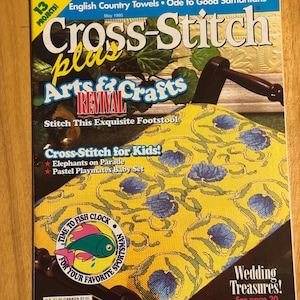 13
PROJECTS!
English Country Towels • Ode to Good Samaritans
May 1995
Cross-Stitch
plus
Arts & Crafts
REVIVAL
Stitch This Exquisite Footstool!
Cross-Stitch for Kids!
★ Elephants on Parade
★ Pastel Playmates Baby Set
TIME TO FISH CLOCK
FOR YOUR FAVORITE SPORTSMAN
Wedding
Treasures!